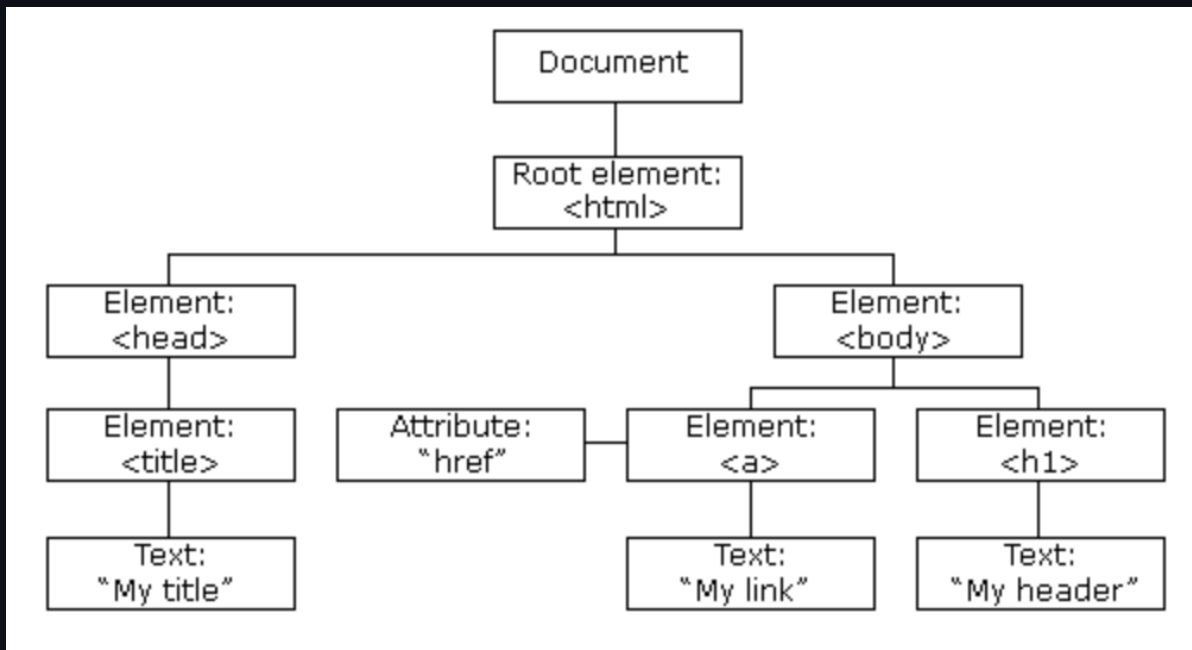 Document
Root element:
<html>
Element:
<head>
Element:
<body>
Element:
<title>
Attribute:
“href”
Element:
<a>
Element:
<h1>
Text:
“My title”
Text:
“My link”
Text:
“My header”